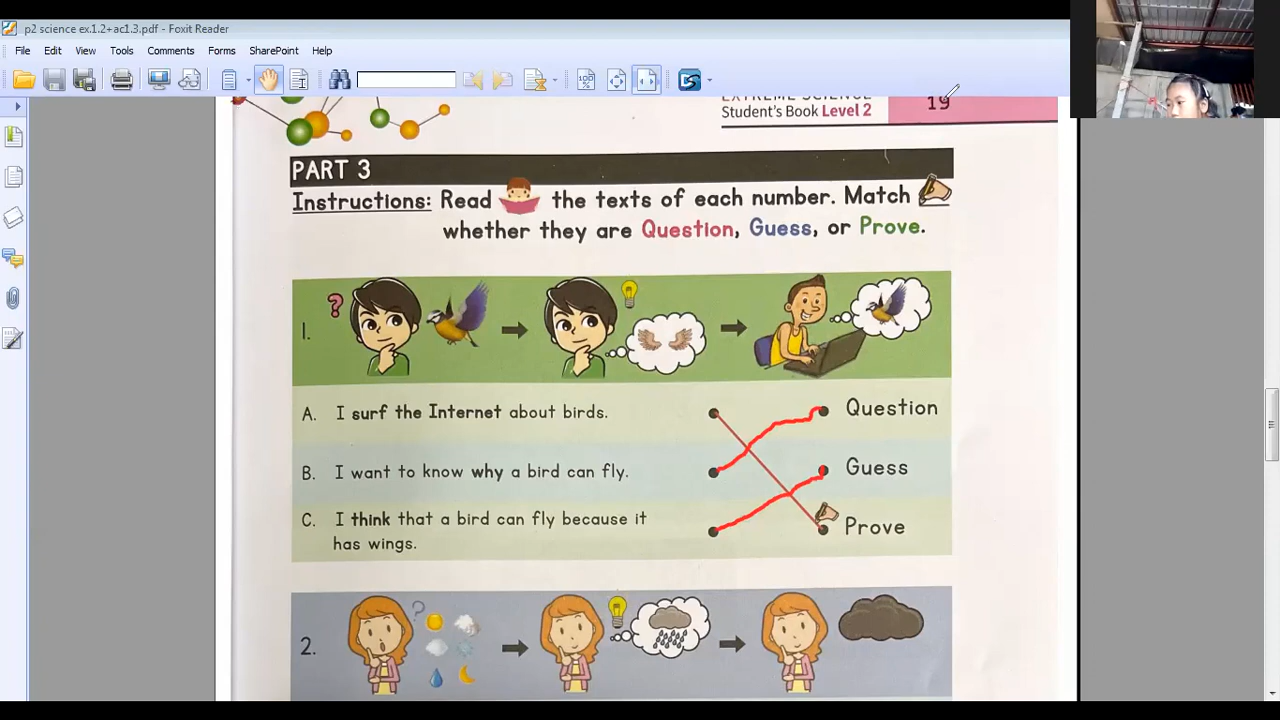 p2 science ex.1.2+ac1.3.pdf - Foxit Reader
File Edit View Tools Comments Forms SharePoint Help
EXTREME SCIENCE
Student's Book Level 2
19
PART 3
Instructions: Read the texts of each number. Match
whether they are Question, Guess, or Prove.
?
1.
A. I surf the Internet about birds.
Question
B. I want to know why a bird can fly.
Guess
C. I think that a bird can fly because it
has wings.
Prove
?
2.